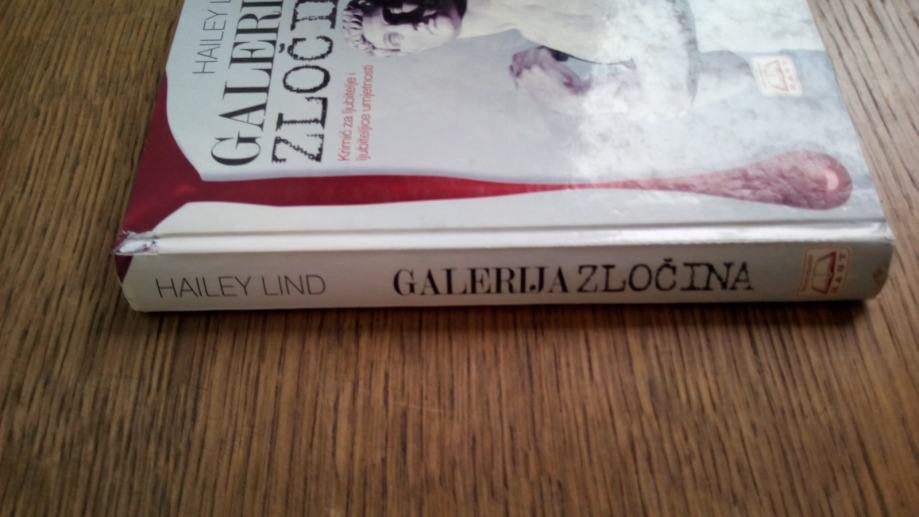 HAILEY L
GALERI
ZLOČI
Krimić za ljubitelje i
ljubiteljice umjetnosti
HAILEY LIND GALERIJA ZLOČINA